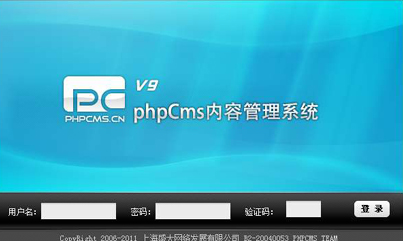 V9
PC
PHPCMS.CN
phpCms内容管理系统
用户名: 密码: 验证码: 登 录
CopyRight 2006-2011 上海盛大网络发展有限公司 B2-20040053 PHPCMS TEAM